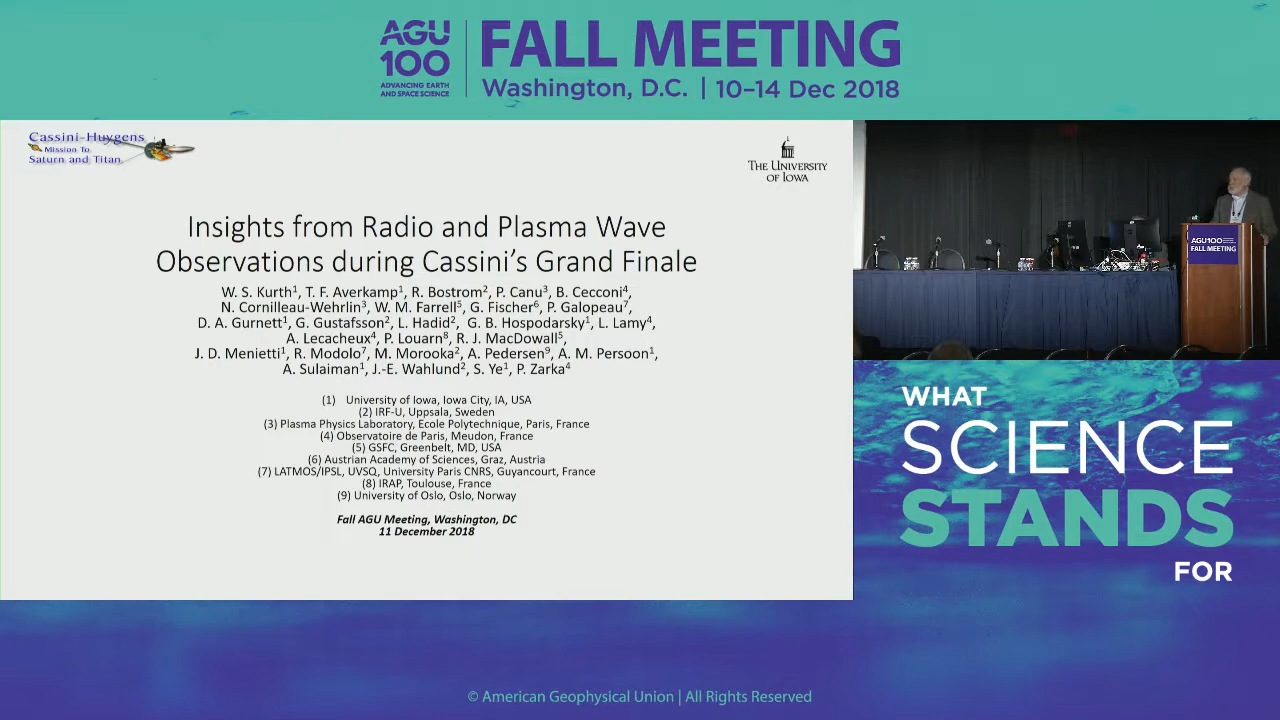 AGU
100
ADVANCING EARTH
AND SPACE SCIENCE
FALL MEETING
Washington, D.C. | 10–14 Dec 2018
Cassini-Huygens
Mission To
Saturn and Titan
THE UNIVERSITY
OF IOWA
Insights from Radio and Plasma Wave
Observations during Cassini's Grand Finale
W. S. Kurth¹, T. F. Averkamp¹, R. Bostrom², P. Canu³, B. Cecconi⁴,
N. Cornilleau-Wehrlin³, W. M. Farrell⁵, G. Fischer⁶, P. Galopeau⁷,
D. A. Gurnett¹, G. Gustafsson², L. Hadid², G. B. Hospodarsky¹, L. Lamy⁴,
A. Lecacheux⁴, P. Louarn⁸, R. J. MacDowall⁵,
J. D. Menietti¹, R. Modolo⁷, M. Morooka², A. Pedersen⁹, A. M. Persoon¹,
A. Sulaiman¹, J.-E. Wahlund², S. Ye¹, P. Zarka⁴
(1) University of Iowa, Iowa City, IA, USA
(2) IRF-U, Uppsala, Sweden
(3) Plasma Physics Laboratory, Ecole Polytechnique, Paris, France
(4) Observatoire de Paris, Meudon, France
(5) GSFC, Greenbelt, MD, USA
(6) Austrian Academy of Sciences, Graz, Austria
(7) LATMOS/IPSL, UVSQ, University Paris CNRS, Guyancourt, France
(8) IRAP, Toulouse, France
(9) University of Oslo, Oslo, Norway
Fall AGU Meeting, Washington, DC
11 December 2018
AGU100
FALL MEETING
WHAT
SCIENCE
STANDS
FOR
© American Geophysical Union | All Rights Reserved